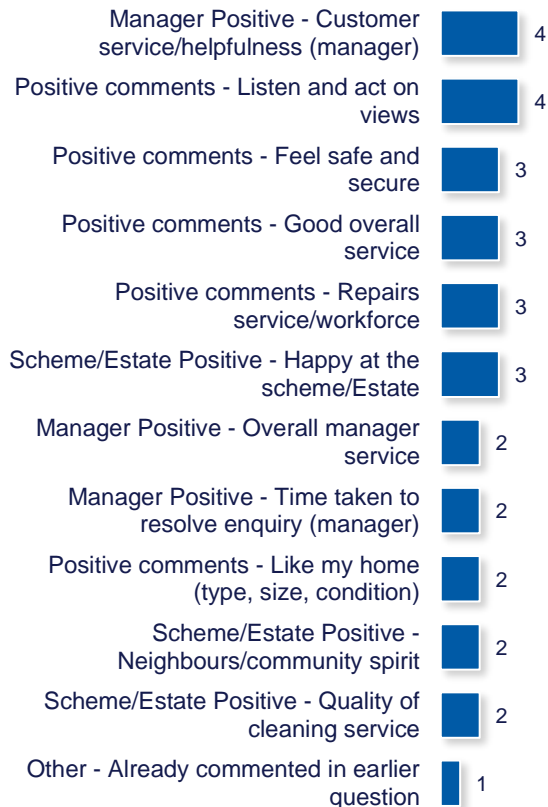 Manager Positive - Customer
service/helpfulness (manager)
4
Positive comments - Listen and act on
views
4
Positive comments - Feel safe and
secure
3
Positive comments - Good overall
service
3
Positive comments - Repairs
service/workforce
3
Scheme/Estate Positive - Happy at the
scheme/Estate
3
Manager Positive - Overall manager
service
2
Manager Positive - Time taken to
resolve enquiry (manager)
2
Positive comments - Like my home
(type, size, condition)
2
Scheme/Estate Positive -
Neighbours/community spirit
2
Scheme/Estate Positive - Quality of
cleaning service
2
Other - Already commented in earlier
question
1